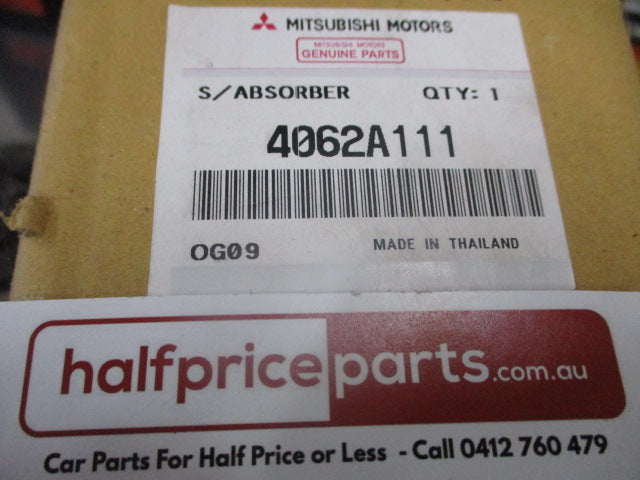 MITSUBISHI MOTORS
MITSUBISHI MOTORS
GENUINE PARTS
S/ABSORBER QTY: 1
4062A111
OG09 MADE IN THAILAND
halfpriceparts.com.au
Car Parts For Half Price or Less - Call 0412 760 479